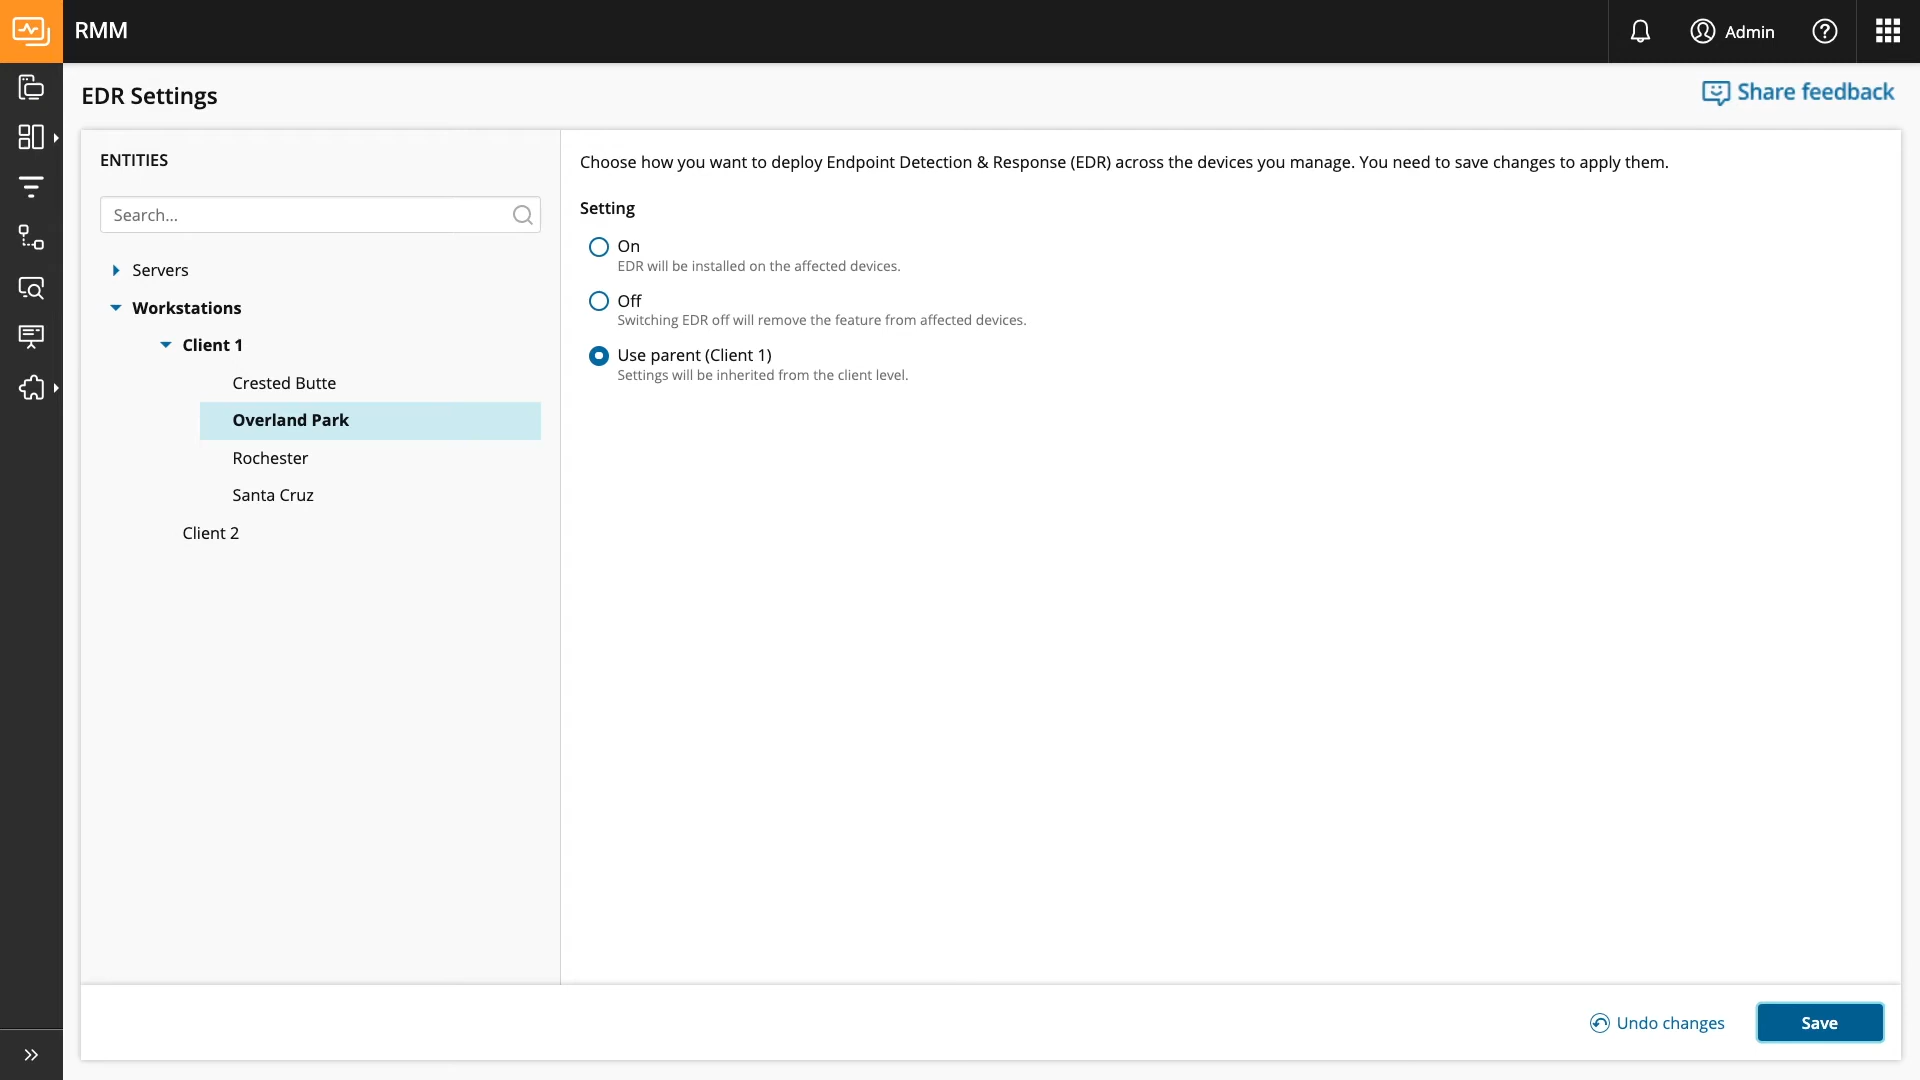 RMM
Admin
EDR Settings
Share feedback
ENTITIES
Search...
Servers
Workstations
Client 1
Crested Butte
Overland Park
Rochester
Santa Cruz
Client 2
Choose how you want to deploy Endpoint Detection & Response (EDR) across the devices you manage. You need to save changes to apply them.
Setting
On
EDR will be installed on the affected devices.
Off
Switching EDR off will remove the feature from affected devices.
Use parent (Client 1)
Settings will be inherited from the client level.
Undo changes
Save